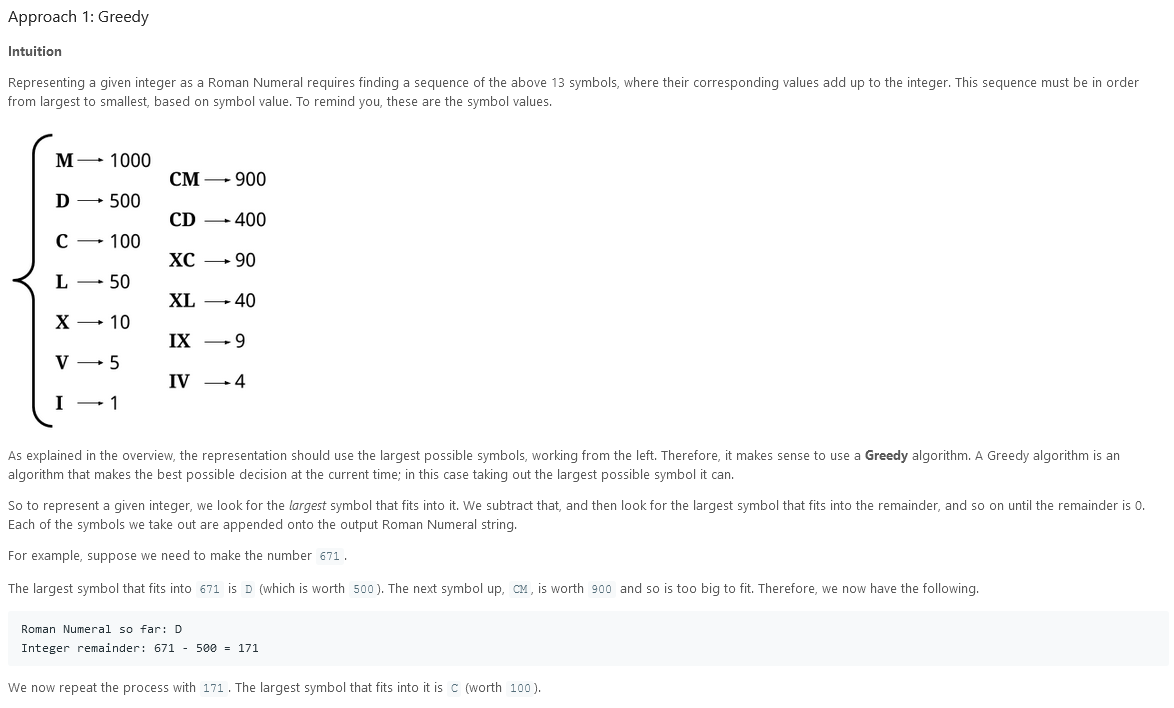 Approach 1: Greedy
Intuition
Representing a given integer as a Roman Numeral requires finding a sequence of the above 13 symbols, where their corresponding values add up to the integer. This sequence must be in order
from largest to smallest, based on symbol value. To remind you, these are the symbol values.
M → 1000
CM → 900
D → 500
CD → 400
C → 100
XC → 90
L → 50
XL → 40
X → 10
IX → 9
V → 5
IV → 4
I → 1
As explained in the overview, the representation should use the largest possible symbols, working from the left. Therefore, it makes sense to use a Greedy algorithm. A Greedy algorithm is an
algorithm that makes the best possible decision at the current time; in this case taking out the largest possible symbol it can.
So to represent a given integer, we look for the largest symbol that fits into it. We subtract that, and then look for the largest symbol that fits into the remainder, and so on until the remainder is 0.
Each of the symbols we take out are appended onto the output Roman Numeral string.
For example, suppose we need to make the number 671.
The largest symbol that fits into 671 is D (which is worth 500). The next symbol up, CM, is worth 900 and so is too big to fit. Therefore, we now have the following.
Roman Numeral so far: D
Integer remainder: 671 - 500 = 171
We now repeat the process with 171. The largest symbol that fits into it is C (worth 100).